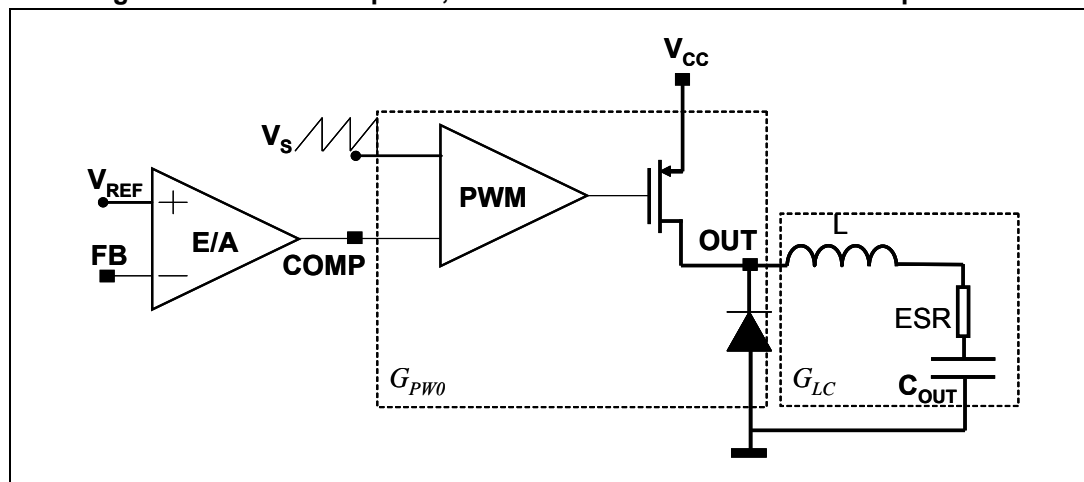 V_CC
V_S
V_REF
+
PWM
E/A
OUT
L
FB
−
COMP
ESR
G_PW0
G_LC
C_OUT